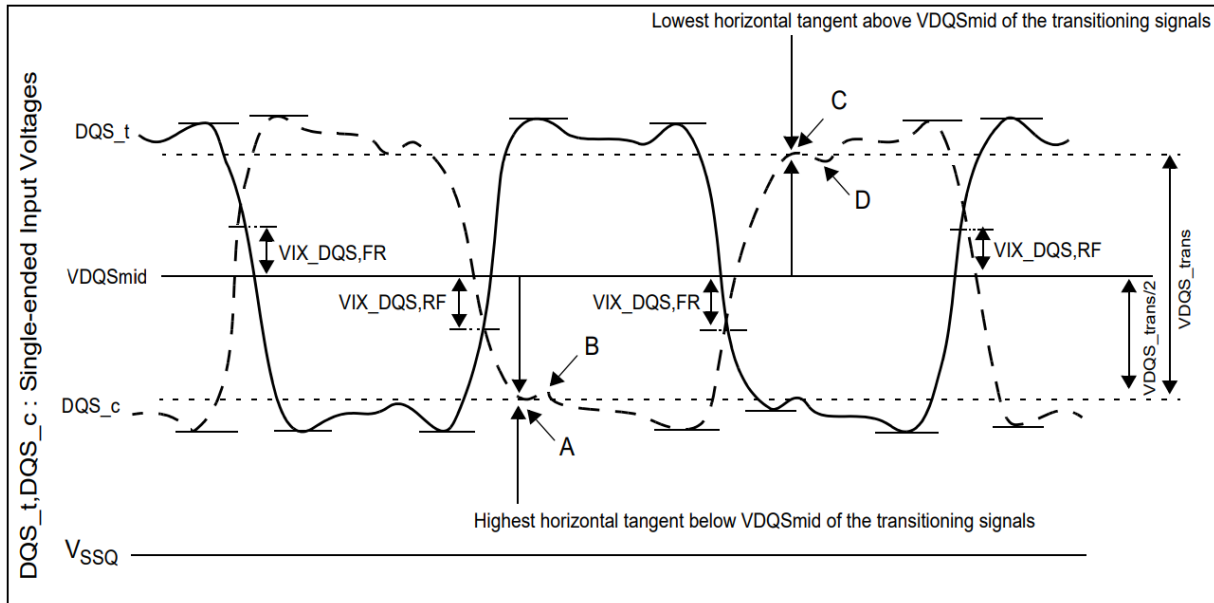 Lowest horizontal tangent above VDQSmid of the transitioning signals
DQS_t,DQS_c : Single-ended Input Voltages
DQS_t
C
D
VIX_DQS,FR
VIX_DQS,RF
VDQSmid
VIX_DQS,RF
VIX_DQS,FR
VDQS_trans
VDQS_trans/2
B
DQS_c
A
Highest horizontal tangent below VDQSmid of the transitioning signals
VSSQ